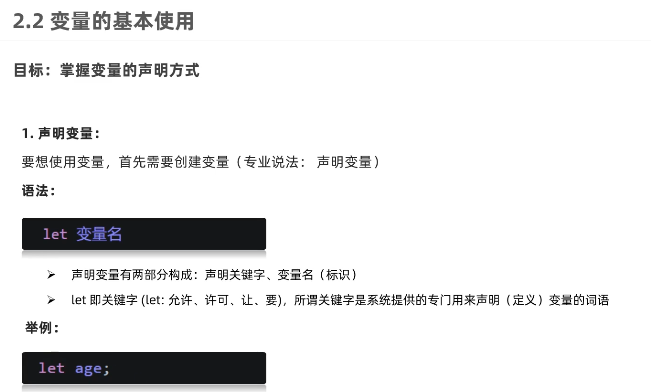 2.2 变量的基本使用
目标：掌握变量的声明方式
1. 声明变量：
要想使用变量，首先需要创建变量（专业说法： 声明变量）
语法：
let 变量名
➢ 声明变量有两部分构成：声明关键字、变量名（标识）
➢ let 即关键字 (let: 允许、许可、让、要)，所谓关键字是系统提供的专门用来声明（定义）变量的词语
举例：
let age;